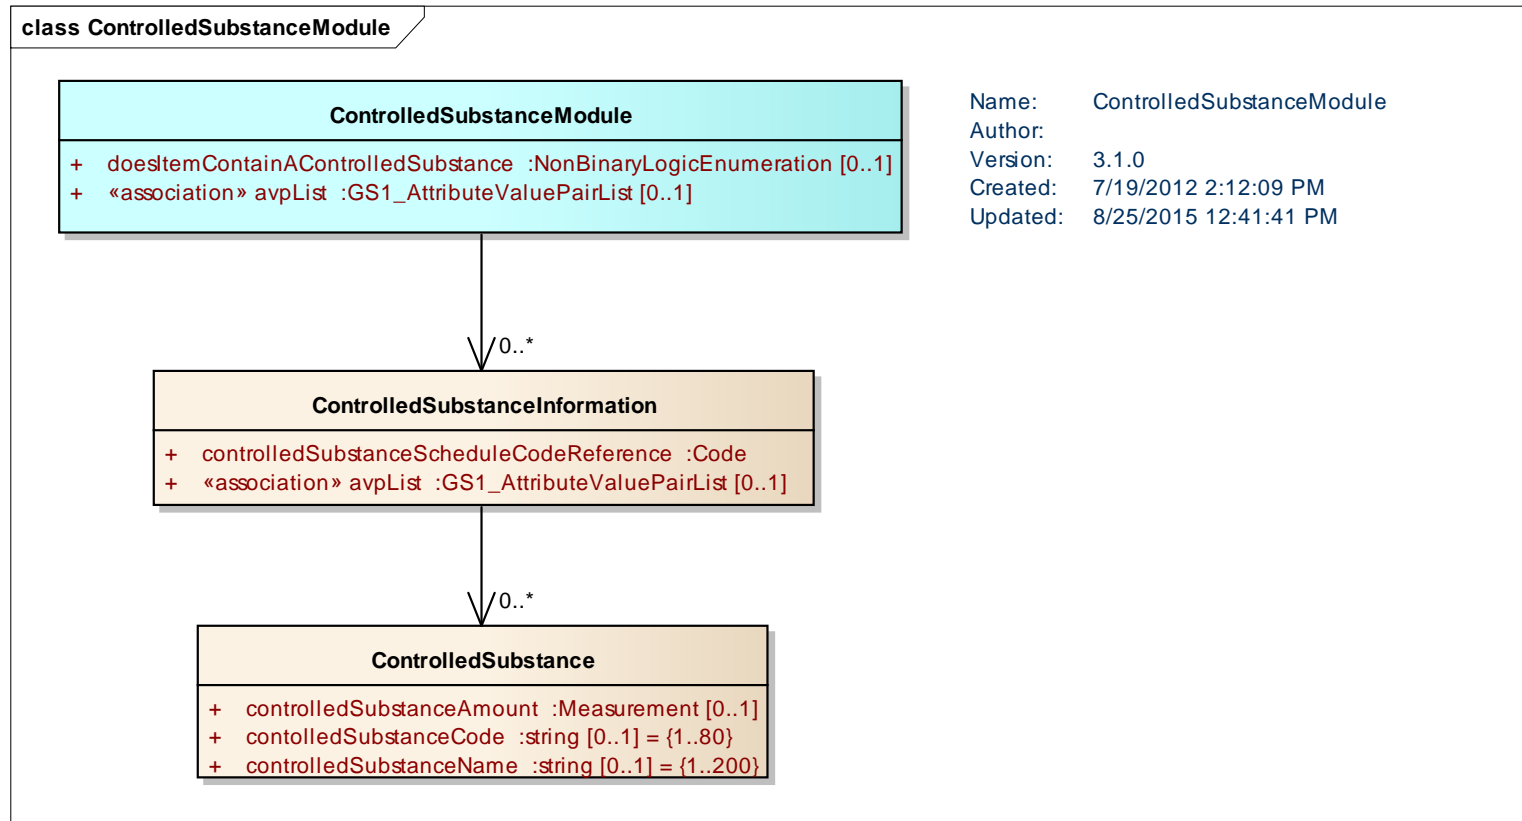 class ControlledSubstanceModule
ControlledSubstanceModule
+ doesItemContainAControlledSubstance :NonBinaryLogicEnumeration [0..1]
+ «association» avpList :GS1_AttributeValuePairList [0..1]
Name: ControlledSubstanceModule
Author:
Version: 3.1.0
Created: 7/19/2012 2:12:09 PM
Updated: 8/25/2015 12:41:41 PM
0..*
ControlledSubstanceInformation
+ controlledSubstanceScheduleCodeReference :Code
+ «association» avpList :GS1_AttributeValuePairList [0..1]
0..*
ControlledSubstance
+ controlledSubstanceAmount :Measurement [0..1]
+ contolledSubstanceCode :string [0..1] = {1..80}
+ controlledSubstanceName :string [0..1] = {1..200}